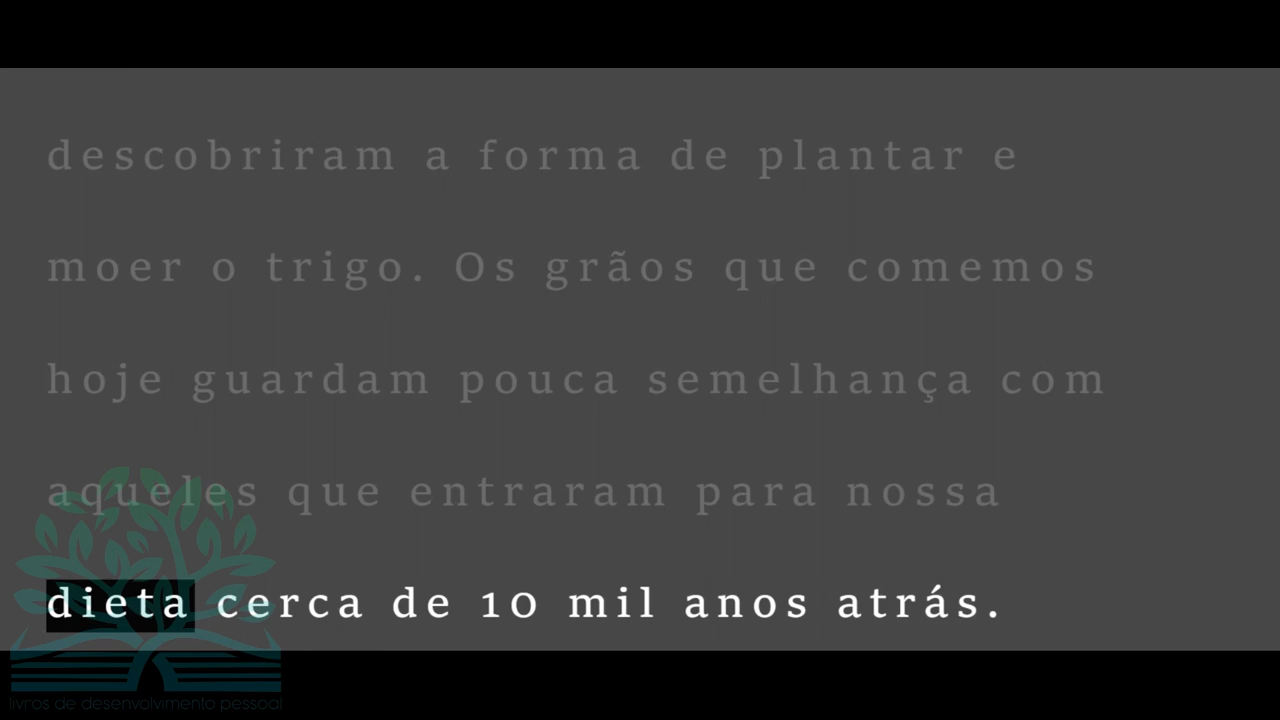 descobriram a forma de plantar e
moer o trigo. Os grãos que comemos
hoje guardam pouca semelhança com
aqueles que entraram para nossa
dieta cerca de 10 mil anos atrás.
livros de desenvolvimento pessoal